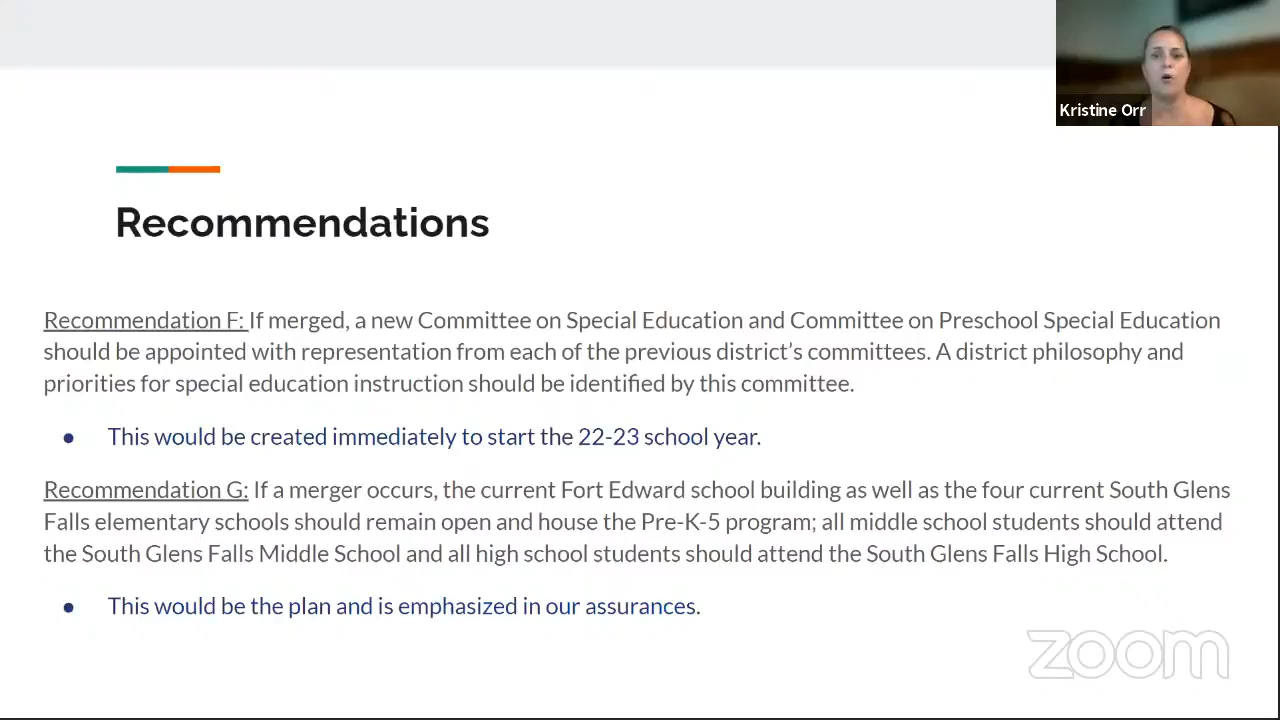 Kristine Orr
Recommendations
Recommendation F: If merged, a new Committee on Special Education and Committee on Preschool Special Education
should be appointed with representation from each of the previous district's committees. A district philosophy and
priorities for special education instruction should be identified by this committee.
● This would be created immediately to start the 22-23 school year.
Recommendation G: If a merger occurs, the current Fort Edward school building as well as the four current South Glens
Falls elementary schools should remain open and house the Pre-K-5 program; all middle school students should attend
the South Glens Falls Middle School and all high school students should attend the South Glens Falls High School.
● This would be the plan and is emphasized in our assurances.
zoom